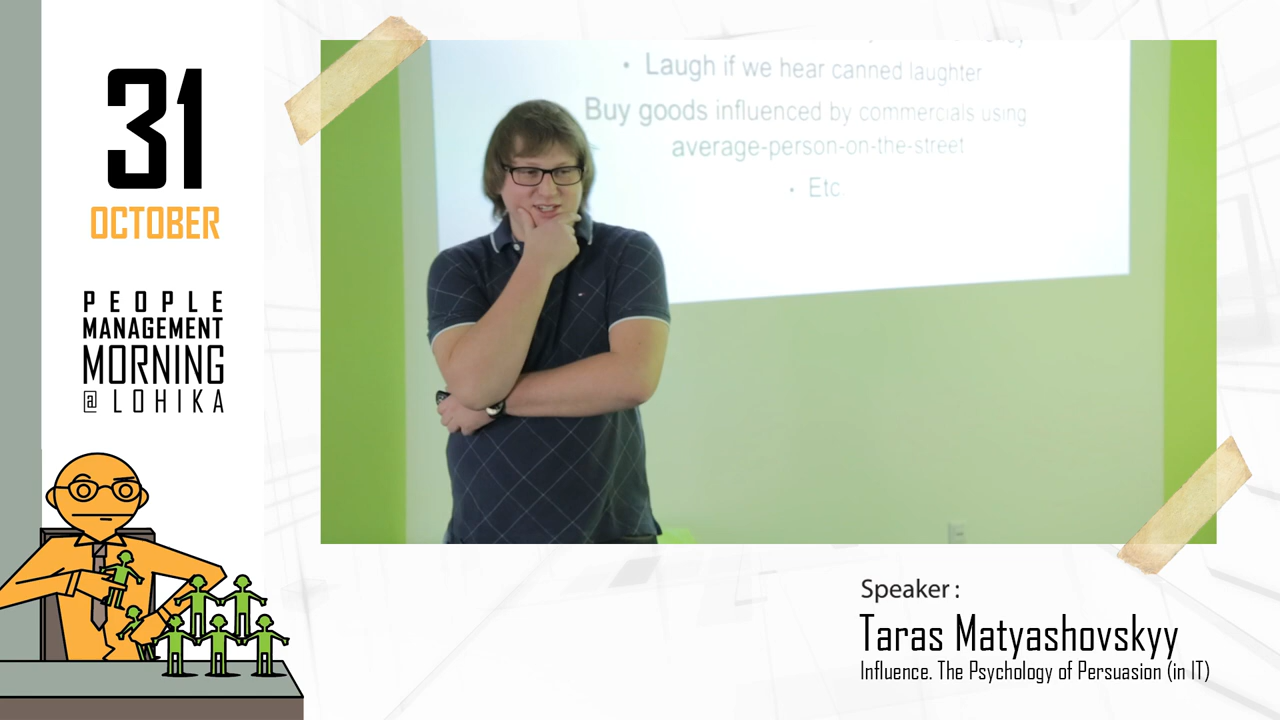 31
OCTOBER
PEOPLE
MANAGEMENT
MORNING
@ LOHIKA
• Laugh if we hear canned laughter
Buy goods influenced by commercials using
average-person-on-the-street
• Etc
Speaker :
Taras Matyashovskyy
Influence. The Psychology of Persuasion (in IT)